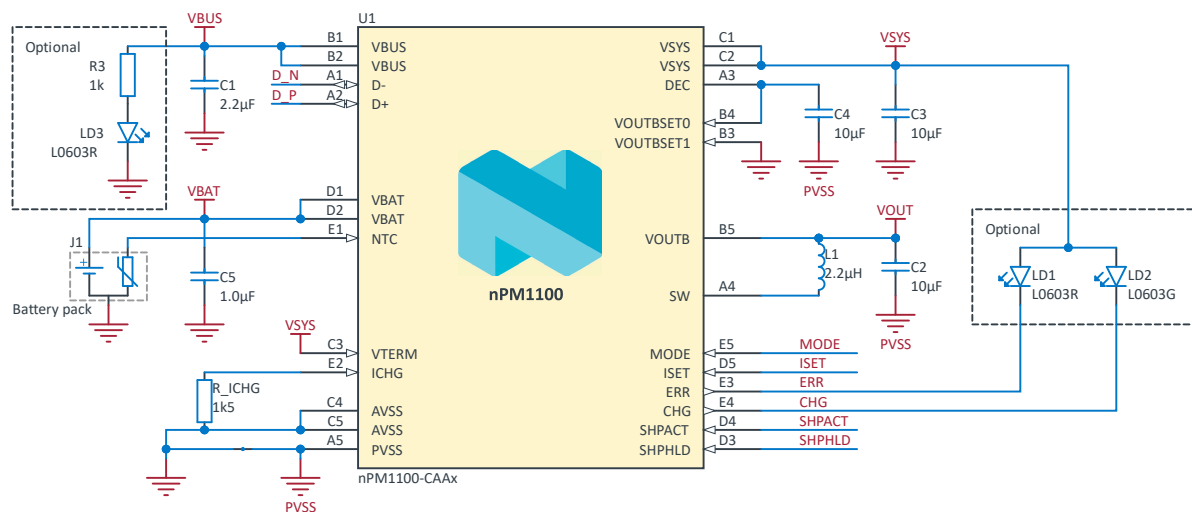 U1
VBUS
Optional
R3
1k
LD3
L0603R
C1
2.2µF
D_N
D_P
B1
B2
A1
A2
VBUS
VBUS
D-
D+
VBAT
D1
D2
E1
VBAT
VBAT
NTC
J1
+
Battery pack
C5
1.0µF
VSYS
C3
E2
VTERM
ICHG
R_ICHG
1k5
C4
C5
A5
AVSS
AVSS
PVSS
PVSS
nPM1100
nPM1100-CAAx
VSYS
VSYS
DEC
VOUTBSET0
VOUTBSET1
C1
C2
A3
B4
B3
VSYS
C4
10µF
C3
10µF
PVSS
VOUTB
SW
B5
A4
VOUT
L1
2.2µH
C2
10µF
PVSS
Optional
LD1
L0603R
LD2
L0603G
MODE
ISET
ERR
CHG
SHPACT
SHPHLD
E5
D5
E3
E4
D4
D3
MODE
ISET
ERR
CHG
SHPACT
SHPHLD